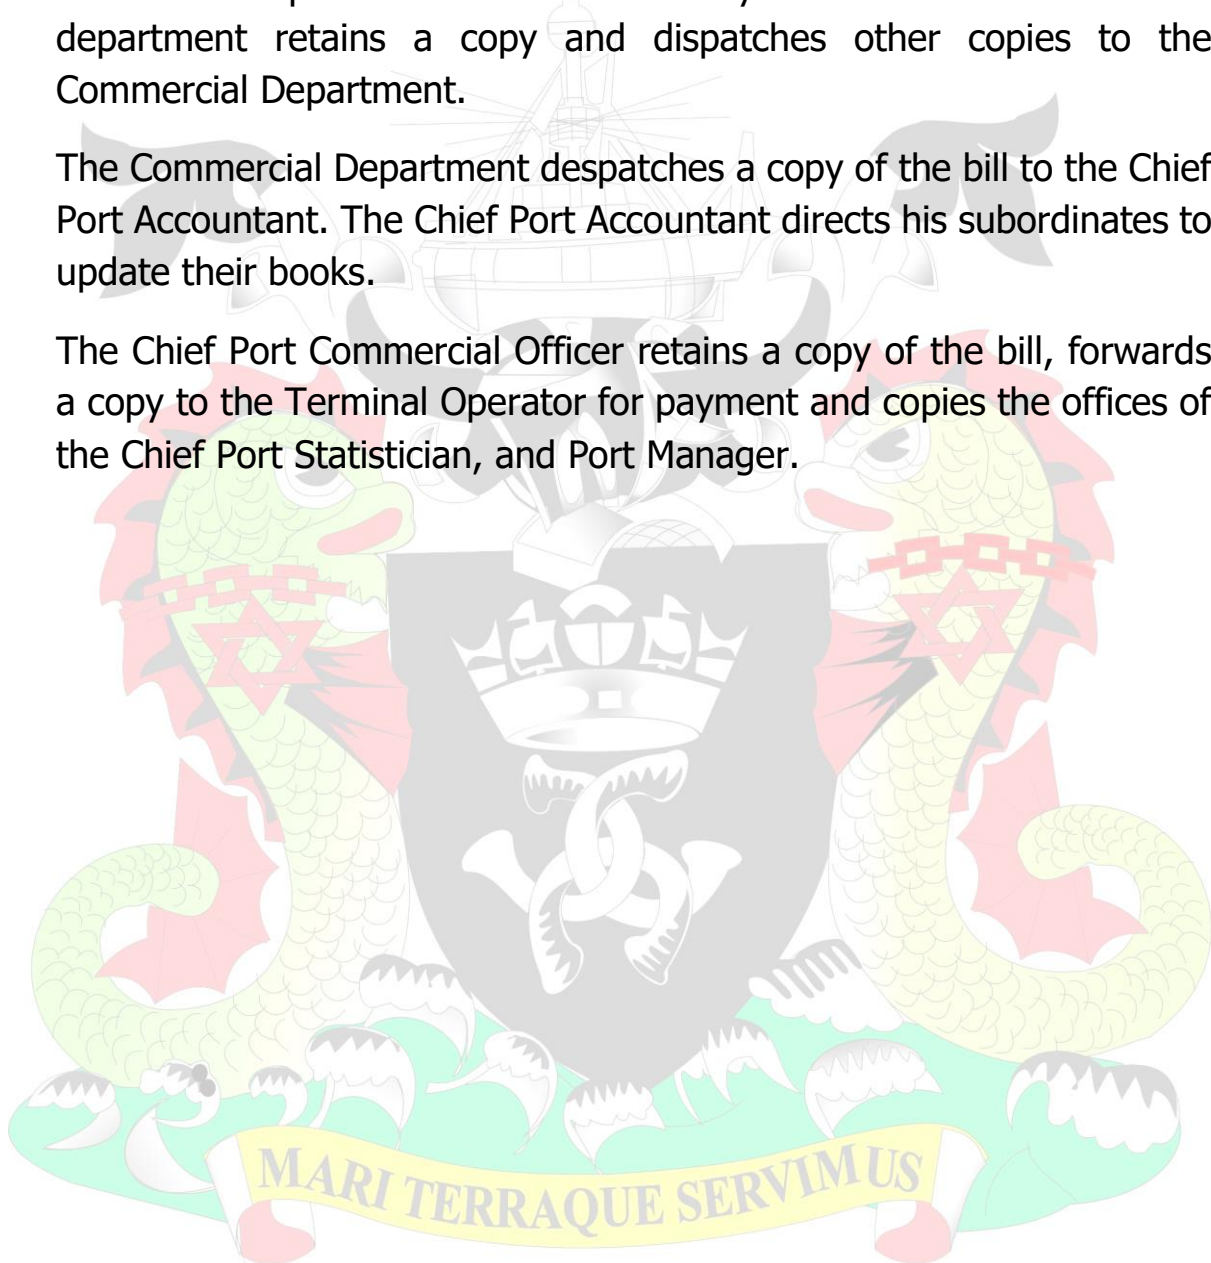 department retains a copy and dispatches other copies to the
Commercial Department.
The Commercial Department despatches a copy of the bill to the Chief
Port Accountant. The Chief Port Accountant directs his subordinates to
update their books.
The Chief Port Commercial Officer retains a copy of the bill, forwards
a copy to the Terminal Operator for payment and copies the offices of
the Chief Port Statistician, and Port Manager.
MARI TERRAQUE SERVIMUS